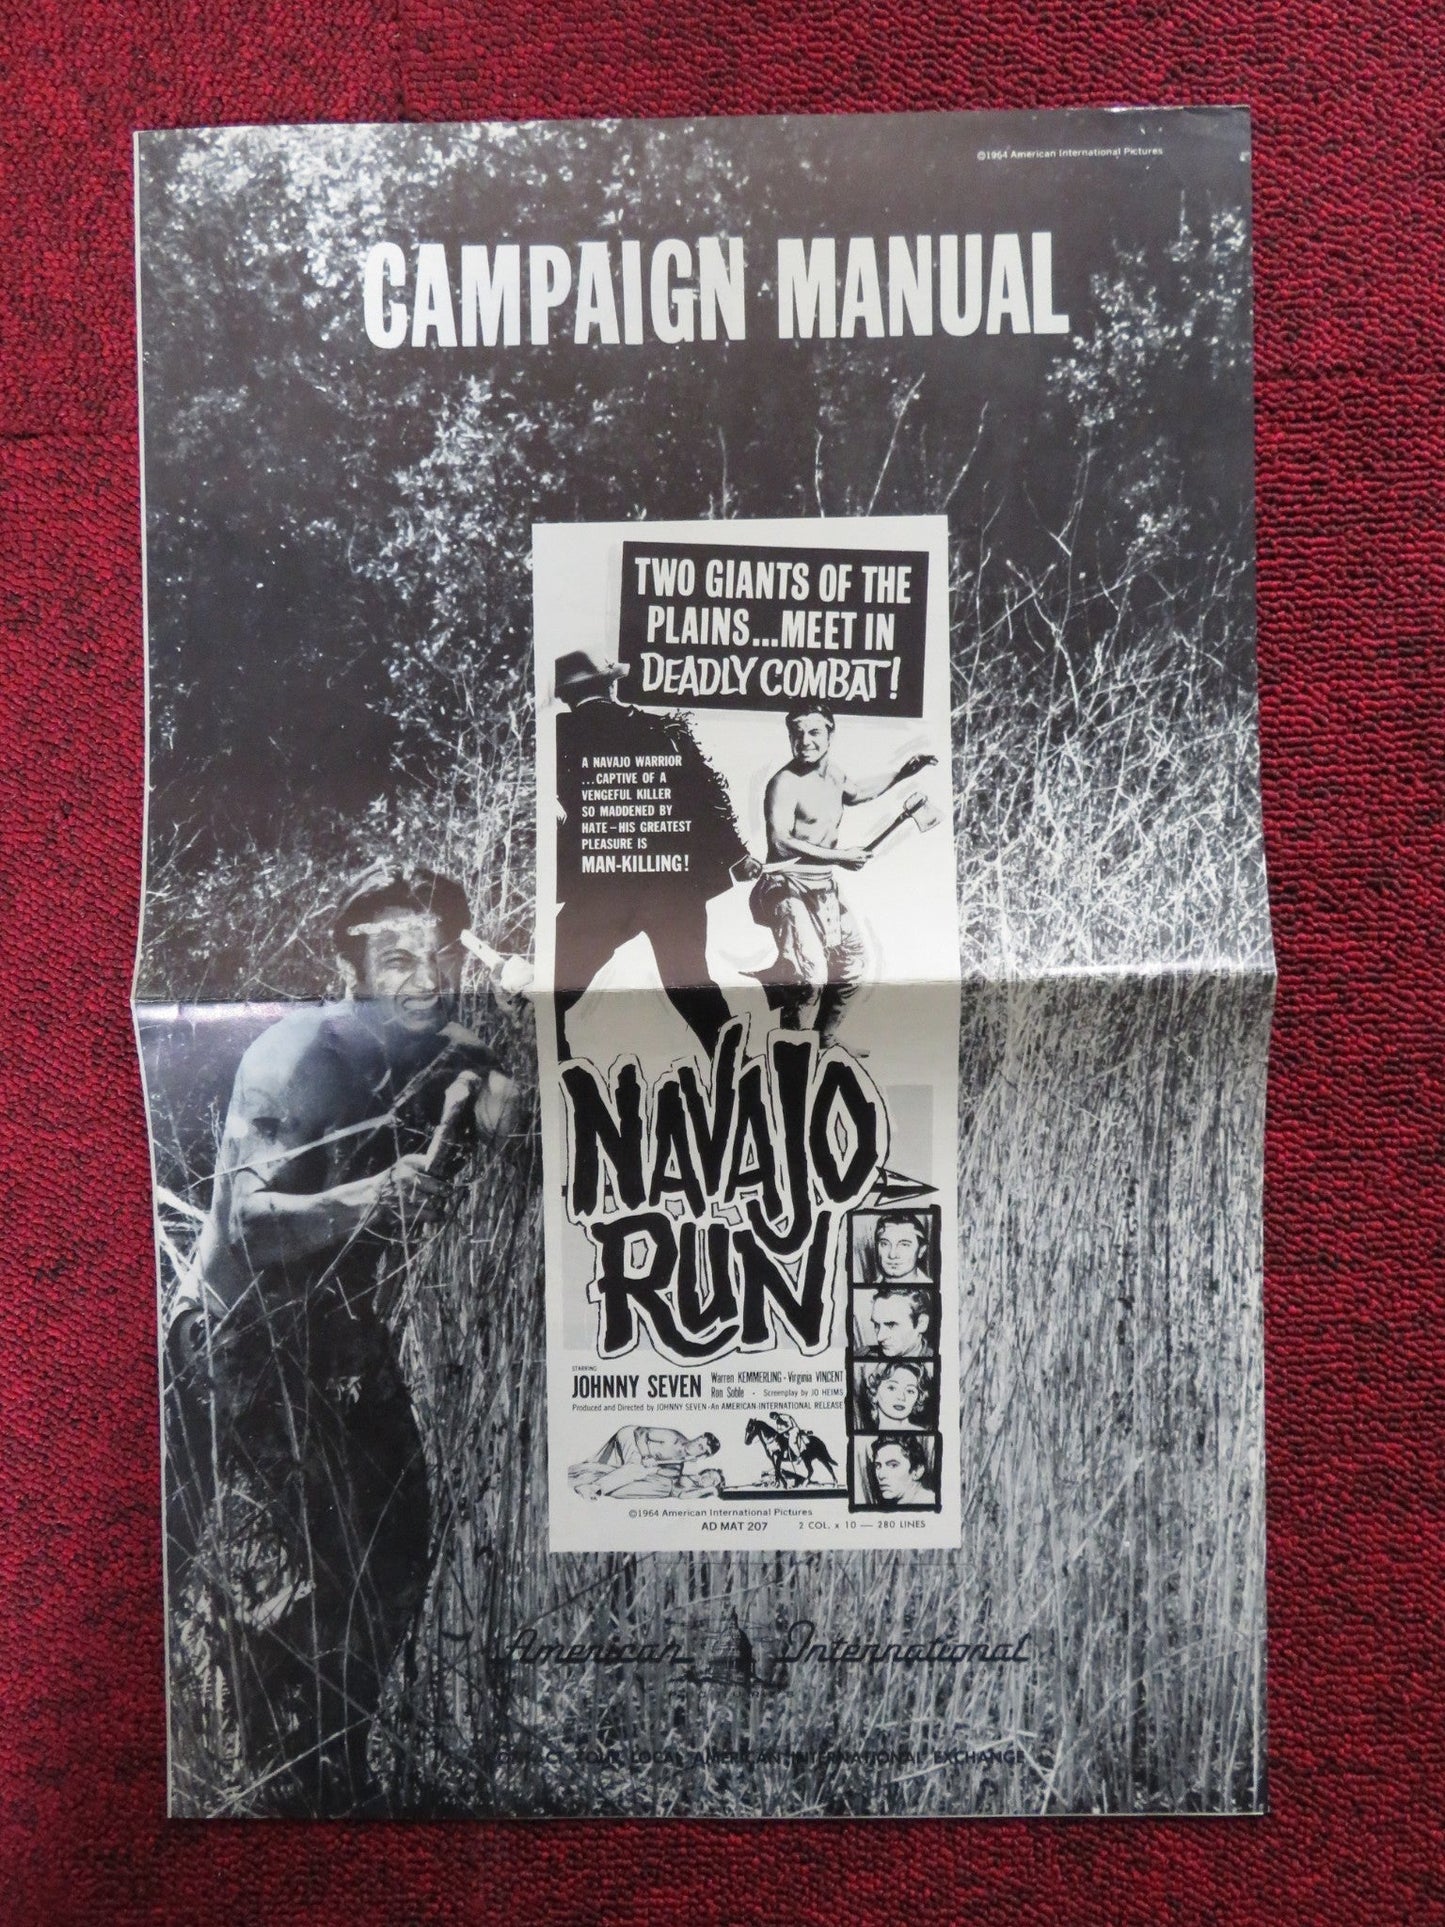 ©1964 American International Pictures
CAMPAIGN MANUAL
TWO GIANTS OF THE
PLAINS...MEET IN
DEADLY COMBAT!
A NAVAJO WARRIOR
...CAPTIVE OF A
VENGEFUL KILLER
SO MADDENED BY
HATE–HIS GREATEST
PLEASURE IS
MAN-KILLING!
NAVAJO
RUN
STARRING
JOHNNY SEVEN
Warren KEMMERLING · Virginia VINCENT
Ron Soble · Screenplay by JO HEIMS
Produced and Directed by JOHNNY SEVEN · An AMERICAN-INTERNATIONAL RELEASE
©1964 American International Pictures
AD MAT 207 2 COL. x 10 — 280 LINES
American International
CONTACT YOUR LOCAL AMERICAN INTERNATIONAL EXCHANGE